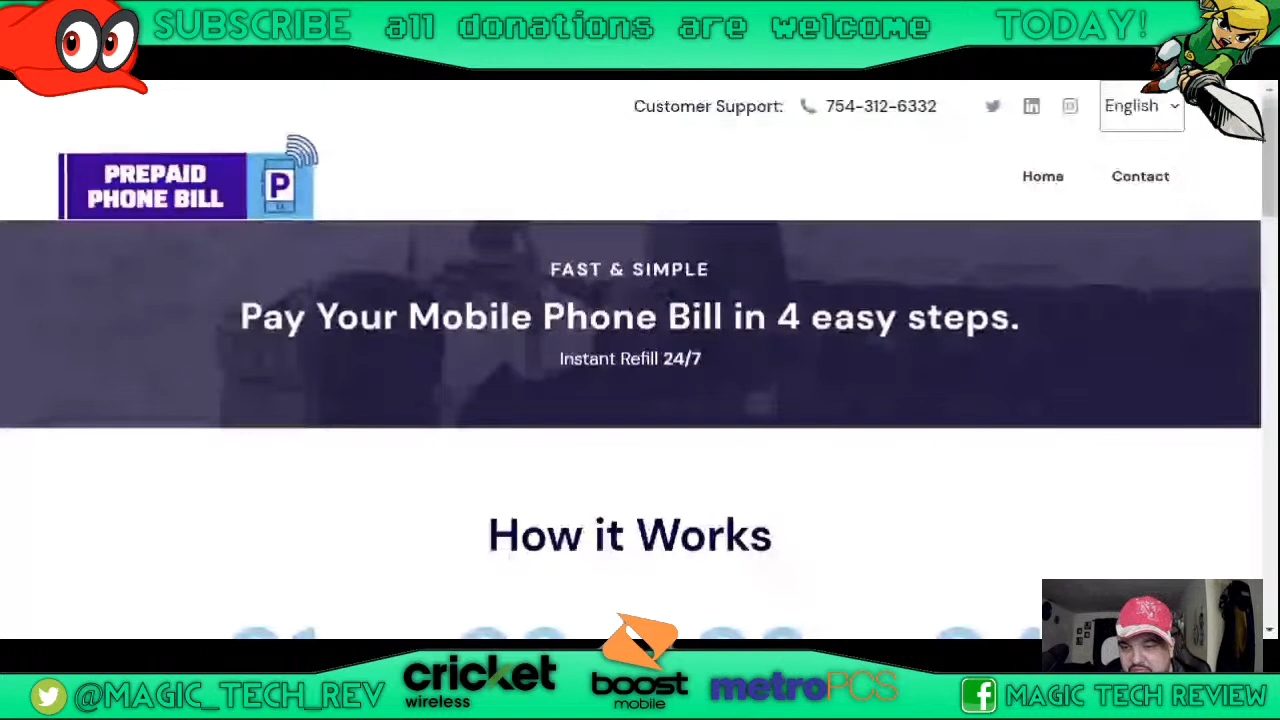 SUBSCRIBE all donations are welcome TODAY!
Customer Support: 754-312-6332 English
PREPAID
PHONE BILL P
Home Contact
FAST & SIMPLE
Pay Your Mobile Phone Bill in 4 easy steps.
Instant Refill 24/7
How it Works
@MAGIC_TECH_REV
cricket
wireless
boost
mobile
metroPCS
MAGIC TECH REVIEW